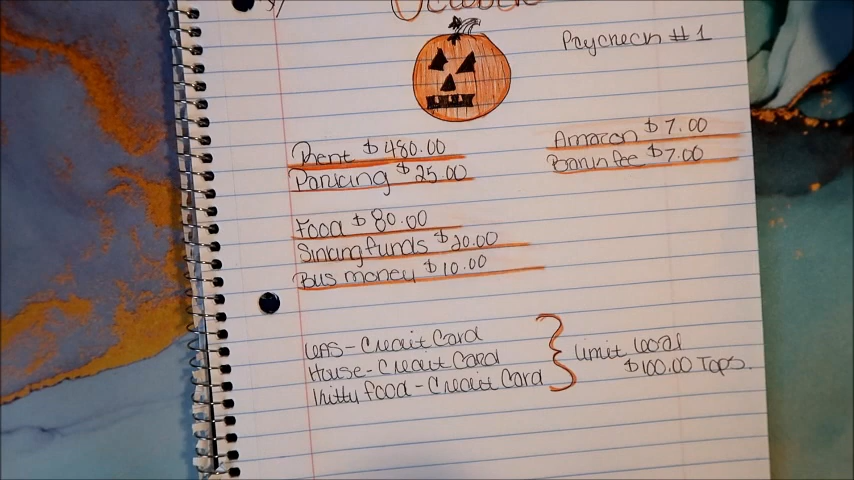 October
Paycheck #1
Rent $480.00
Parking $25.00
Amazon $7.00
Bank fee $7.00
Food $80.00
Sinking funds $20.00
Bus money $10.00
GAS - Credit Card
House - Credit Card
Kitty food - Credit Card
limit
$100.00 Tops.